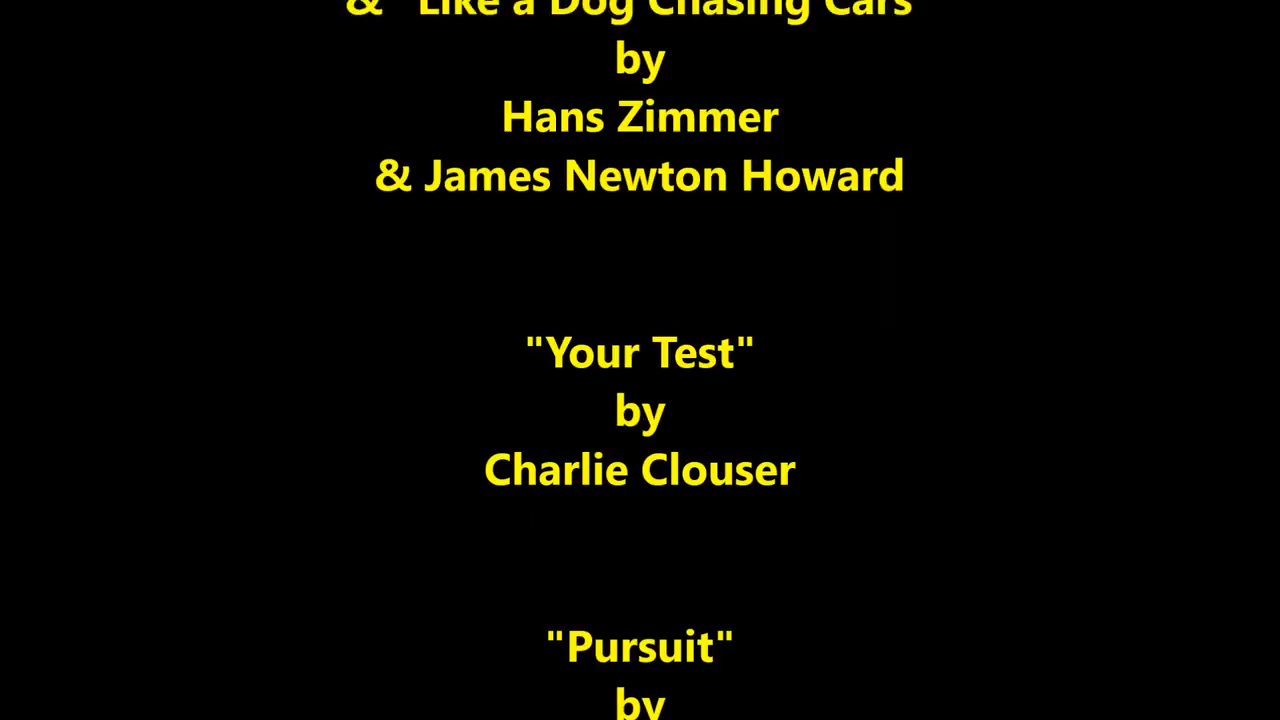 & "Like a Dog Chasing Cars"
by
Hans Zimmer
& James Newton Howard
"Your Test"
by
Charlie Clouser
"Pursuit"
by